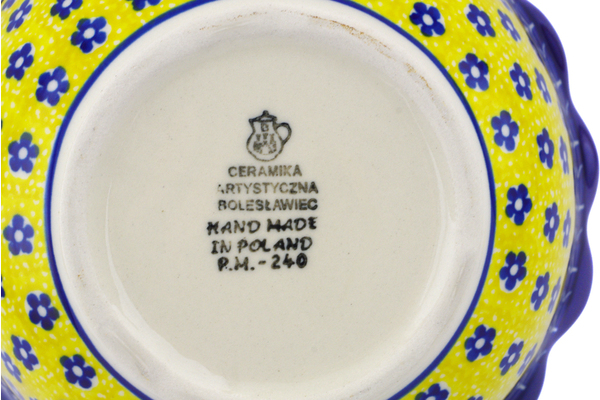 CERAMIKA
ARTYSTYCZNA
BOLESŁAWIEC
HAND MADE
IN POLAND
P.M.-240